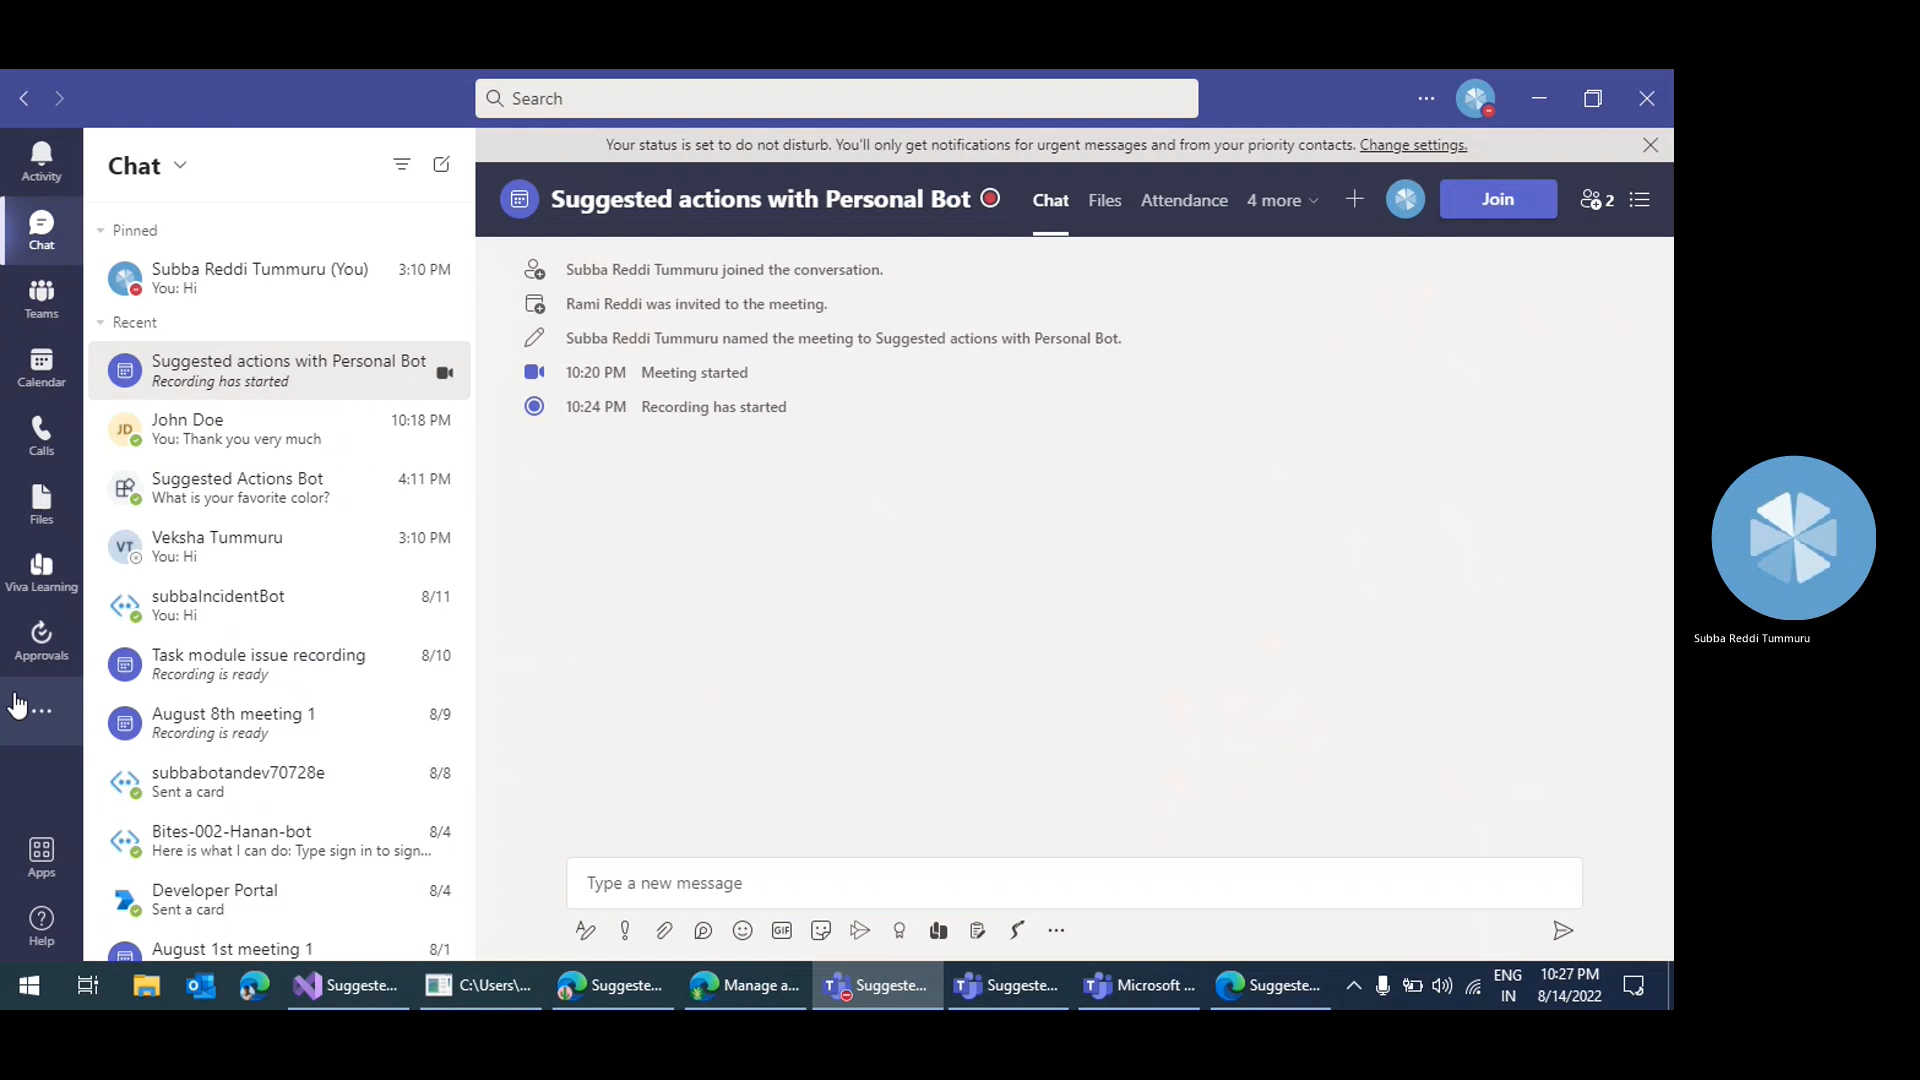 Search
Your status is set to do not disturb. You'll only get notifications for urgent messages and from your priority contacts. Change settings.
Activity
Chat
Teams
Calendar
Calls
Files
Viva Learning
Approvals
Apps
Help
Chat
Pinned
Subba Reddi Tummuru (You) 3:10 PM
You: Hi
Recent
Suggested actions with Personal Bot
Recording has started
JD
John Doe 10:18 PM
You: Thank you very much
Suggested Actions Bot 4:11 PM
What is your favorite color?
VT
Veksha Tummuru 3:10 PM
You: Hi
subbaIncidentBot 8/11
You: Hi
Task module issue recording 8/10
Recording is ready
August 8th meeting 1 8/9
Recording is ready
subbabotandev70728e 8/8
Sent a card
Bites-002-Hanan-bot 8/4
Here is what I can do: Type sign in to sign...
Developer Portal 8/4
Sent a card
August 1st meeting 1 8/1
Suggested actions with Personal Bot Chat Files Attendance 4 more Join 2
Subba Reddi Tummuru joined the conversation.
Rami Reddi was invited to the meeting.
Subba Reddi Tummuru named the meeting to Suggested actions with Personal Bot.
10:20 PM Meeting started
10:24 PM Recording has started
Type a new message
GIF
Subba Reddi Tummuru
Suggeste... C:\Users\... Suggeste... Manage a... Suggeste... Suggeste... Microsoft ... Suggeste...
ENG
IN
10:27 PM
8/14/2022